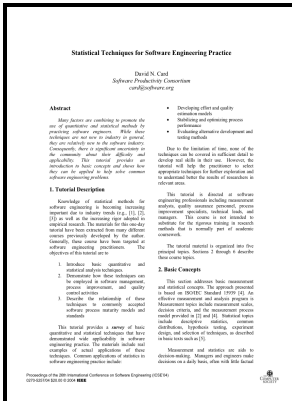 Statistical Techniques for Software Engineering Practice
David N. Card
Software Productivity Consortium
card@software.org
Abstract
Many factors are combining to promote the
use of quantitative and statistical methods by
practicing software engineers. While these
techniques are not new to industry in general,
they are relatively new to the software industry.
Consequently, there is significant uncertainty in
the community about their difficulty and
applicability. This tutorial provides an
introduction to basic concepts and shows how
they can be applied to help solve common
software engineering problems.
1. Tutorial Description
Knowledge of statistical methods for
software engineering is becoming increasing
important due to industry trends (e.g., [1], [2],
[3]) as well as the increasing rigor adopted in
empirical research. The materials for this one-day
tutorial have been extracted from many different
courses previously developed by the author.
Generally, these courses have been targeted at
software engineering practitioners. The
objectives of this tutorial are to
1. Introduce basic quantitative and
statistical analysis techniques
2. Demonstrate how these techniques can
be employed in software management,
process improvement, and quality
control activities
3. Describe the relationship of these
techniques to commonly accepted
software process maturity models and
standards
This tutorial provides a survey of basic
quantitative and statistical techniques that have
demonstrated wide applicability in software
engineering. The materials include real
examples of actual applications of these
techniques. Common applications of statistics in
software engineering practice include:
• Developing effort and quality
estimation models
• Stabilizing and optimizing process
performance
• Evaluating alternative development and
testing methods
Due to the limitation of time, none of the
techniques can be covered in sufficient detail to
develop real skills in their use. However, the
tutorial will help the practitioner to select
appropriate techniques for further exploration and
to understand better the results of researchers in
relevant areas.
This tutorial is directed at software
engineering professionals including measurement
analysts, quality assurance personnel, process
improvement specialists, technical leads, and
managers. This course is not intended to
substitute for the rigorous training in research
methods that is normally part of academic
coursework.
The tutorial material is organized into five
principal topics. Sections 2 through 6 describe
these course topics.
2. Basic Concepts
This section addresses basic measurement
and statistical concepts. The approach presented
is based on ISO/IEC Standard 15939 [4]. An
effective measurement and analysis program is
Measurement topics include measurement scales,
decision criteria, and the measurement process
model provided in [2] and [4]. Statistical topics
include descriptive statistics, common
distributions, hypothesis testing, experiment
design, and selection of techniques, as described
in basic texts such as [5].
Measurement and statistics are aids to
decision-making. Managers and engineers make
decisions on a daily basis, often with little factual
Proceedings of the 26th International Conference on Software Engineering (ICSE'04)
0270-5257/04 $20.00 © 2004 IEEE
COMPUTER
SOCIETY